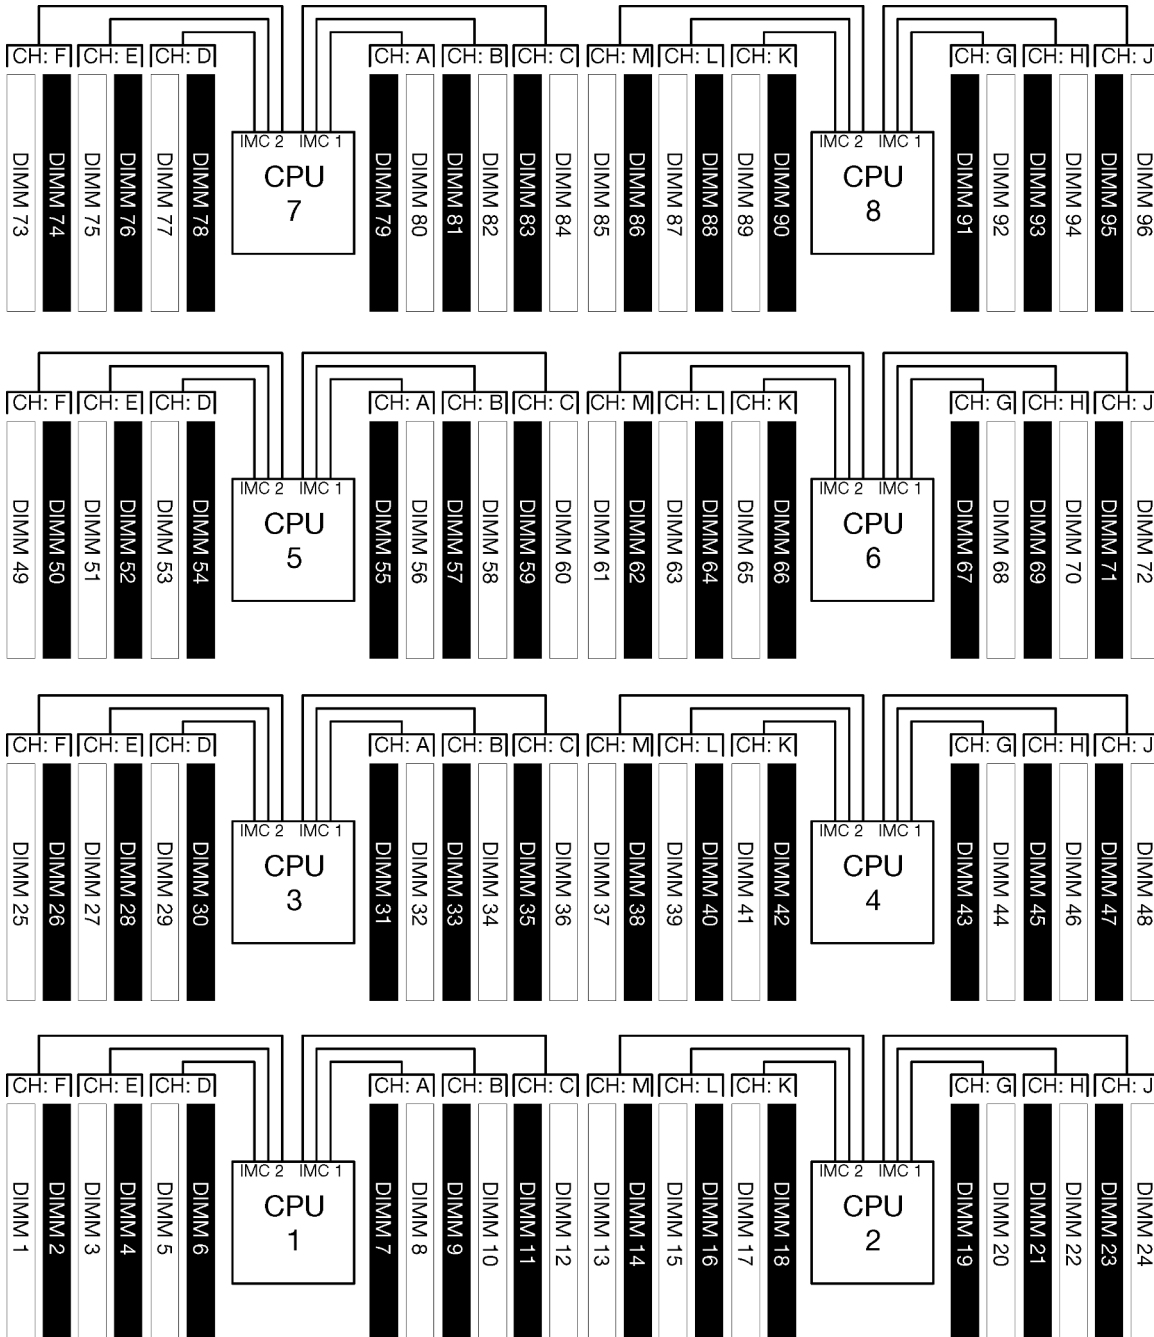 CH: F CH: E CH: D CH: A CH: B CH: C CH: M CH: L CH: K CH: G CH: H CH: J
IMC 2 IMC 1 IMC 2 IMC 1
CPU 7 CPU 8
DIMM 73 DIMM 74 DIMM 75 DIMM 76 DIMM 77 DIMM 78 DIMM 79 DIMM 80 DIMM 81 DIMM 82 DIMM 83 DIMM 84 DIMM 85 DIMM 86 DIMM 87 DIMM 88 DIMM 89 DIMM 90 DIMM 91 DIMM 92 DIMM 93 DIMM 94 DIMM 95 DIMM 96
CH: F CH: E CH: D CH: A CH: B CH: C CH: M CH: L CH: K CH: G CH: H CH: J
IMC 2 IMC 1 IMC 2 IMC 1
CPU 5 CPU 6
DIMM 49 DIMM 50 DIMM 51 DIMM 52 DIMM 53 DIMM 54 DIMM 55 DIMM 56 DIMM 57 DIMM 58 DIMM 59 DIMM 60 DIMM 61 DIMM 62 DIMM 63 DIMM 64 DIMM 65 DIMM 66 DIMM 67 DIMM 68 DIMM 69 DIMM 70 DIMM 71 DIMM 72
CH: F CH: E CH: D CH: A CH: B CH: C CH: M CH: L CH: K CH: G CH: H CH: J
IMC 2 IMC 1 IMC 2 IMC 1
CPU 3 CPU 4
DIMM 25 DIMM 26 DIMM 27 DIMM 28 DIMM 29 DIMM 30 DIMM 31 DIMM 32 DIMM 33 DIMM 34 DIMM 35 DIMM 36 DIMM 37 DIMM 38 DIMM 39 DIMM 40 DIMM 41 DIMM 42 DIMM 43 DIMM 44 DIMM 45 DIMM 46 DIMM 47 DIMM 48
CH: F CH: E CH: D CH: A CH: B CH: C CH: M CH: L CH: K CH: G CH: H CH: J
IMC 2 IMC 1 IMC 2 IMC 1
CPU 1 CPU 2
DIMM 1 DIMM 2 DIMM 3 DIMM 4 DIMM 5 DIMM 6 DIMM 7 DIMM 8 DIMM 9 DIMM 10 DIMM 11 DIMM 12 DIMM 13 DIMM 14 DIMM 15 DIMM 16 DIMM 17 DIMM 18 DIMM 19 DIMM 20 DIMM 21 DIMM 22 DIMM 23 DIMM 24